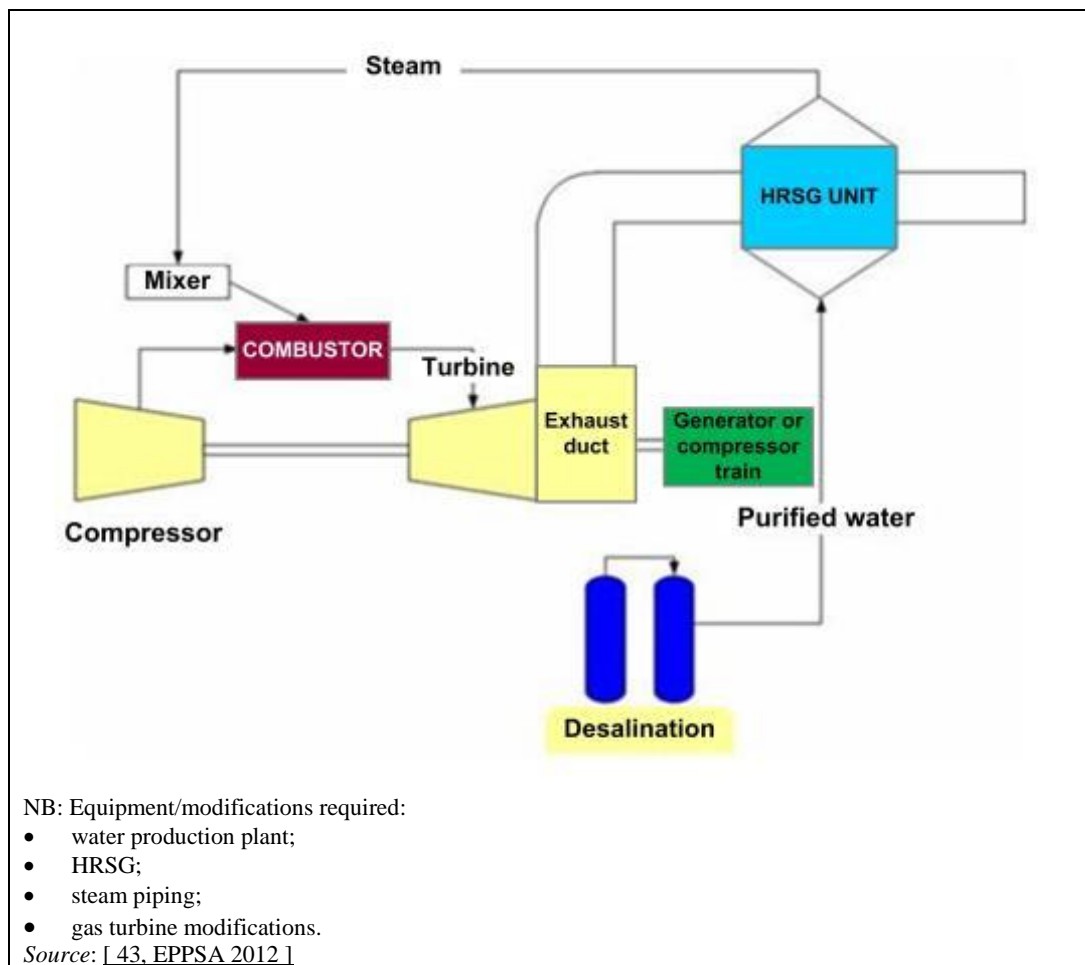 Steam
HRSG UNIT
Mixer
COMBUSTOR
Turbine
Exhaust
duct
Generator or
compressor
train
Compressor
Purified water
Desalination
NB: Equipment/modifications required:
• water production plant;
• HRSG;
• steam piping;
• gas turbine modifications.
Source: [ 43, EPPSA 2012 ]